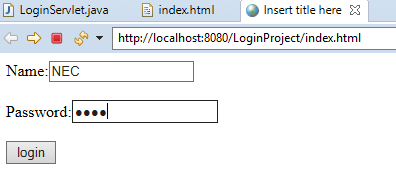 LoginServlet.java index.html Insert title here
http://localhost:8080/LoginProject/index.html
Name: NEC
Password: ●●●●
login